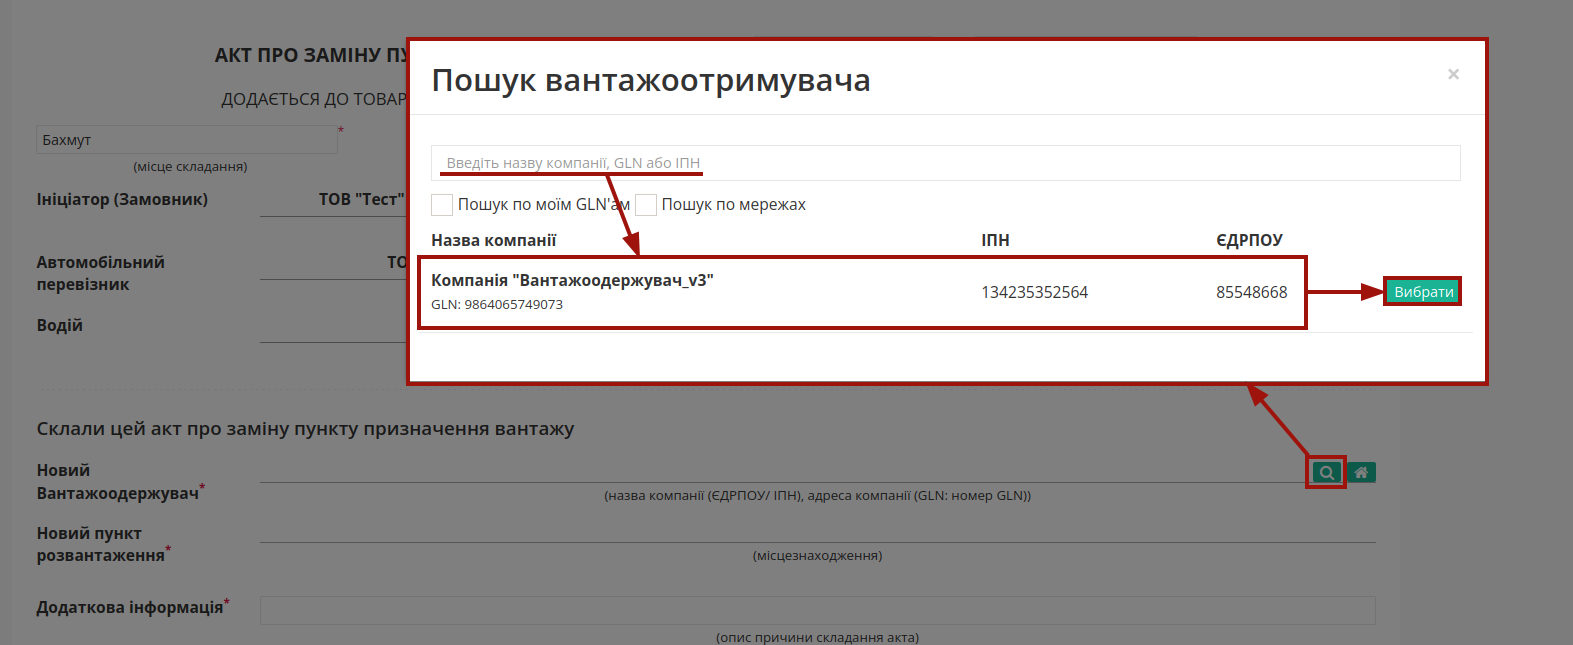 АКТ ПРО ЗАМІНУ ПУ
ДОДАЄТЬСЯ ДО ТОВАР
Бахмут
*
(місце складання)
Ініціатор (Замовник)
ТОВ "Тест"
Автомобільний
перевізник
ТО
Водій
Пошук вантажоотримувача
×
Введіть назву компанії, GLN або ІПН
Пошук по моїм GLN'ам
Пошук по мережах
Назва компанії
ІПН
ЄДРПОУ
Компанія "Вантажоодержувач_v3"
GLN: 9864065749073
134235352564
85548668
Вибрати
Склали цей акт про заміну пункту призначення вантажу
Новий
Вантажоодержувач*
(назва компанії (ЄДРПОУ/ ІПН), адреса компанії (GLN: номер GLN))
Новий пункт
розвантаження*
(місцезнаходження)
Додаткова інформація*
(опис причини складання акта)